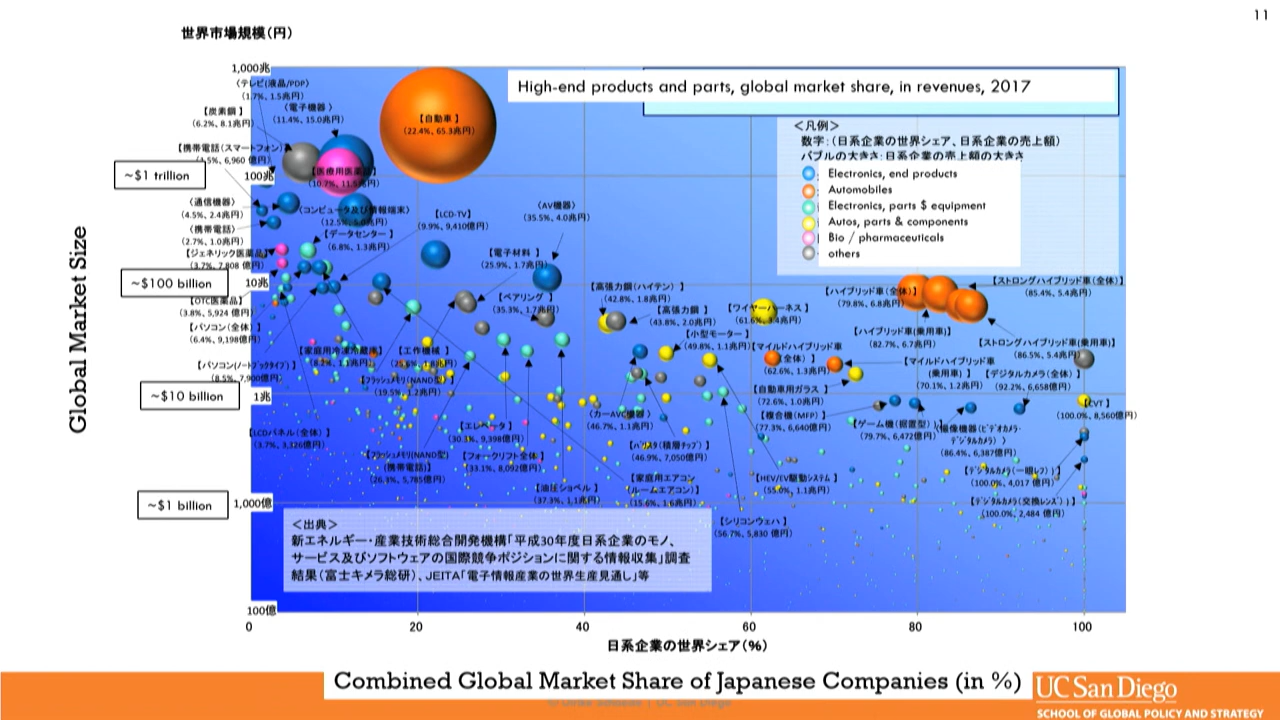 11
世界市場規模(円)
1,000兆
High-end products and parts, global market share, in revenues, 2017
〈テレビ(液晶/PDP)
(1.7%、1.5兆円)
【炭素鋼 】
(6.2%、8.1兆円)
〈電子機器 〉
(11.4%、15.0兆円)
【自動車 】
(22.4%、65.3兆円)
<凡例>
数字:(日系企業の世界シェア、日系企業の売上額)
バブルの大きさ:日系企業の売上額の大きさ
Electronics, end products
Automobiles
Electronics, parts $ equipment
Autos, parts & components
Bio / pharmaceuticals
others
【携帯電話(スマートフォン)
6,960 億円)
~$1 trillion
100兆
【医療用医薬品
(10.7%、11.5兆円)
〈通信機器〉
(4.5%、2.4兆円)
〈コンピュータ及び情報端末〉
(12.5%、
【LCD-TV】
(9.9%、9,410億円)
〈AV機器〉
(35.5%、4.0兆円)
〈携帯電話〉
(2.7%、1.0兆円)
【データセンター 】
(6.8%、1.3兆円)
【ジェネリック医薬品
(3.7%、7,808 億円)
【電子材料 】
(25.9%、1.7兆円)
~$100 billion
10兆
【OTC医薬品】
(3.8%、5,924 億円)
【ベアリング 】
(35.3%、1.7兆円)
【高張力鋼(ハイテン) 】
(42.8%、1.8兆円)
【高張力鋼 】
(43.8%、2.0兆円)
【ワイヤーハーネス 】
(61.6%、3.4兆円)
【ハイブリッド車(全体)】
(79.8%、6.8兆円)
【ストロングハイブリッド車(全体) 】
(85.4%、5.4兆円)
【パソコン(全体) 】
(6.4%、9,198億円)
【小型モーター 】
(49.8%、1.1兆円)
【ハイブリッド車(乗用車)】
(82.7%、6.7兆円)
【ストロングハイブリッド車(乗用車) 】
(86.5%、5.4兆円)
【パソコン(ノートブックタイプ) 】
(8.5%、7,900億円)
【家庭用冷凍冷蔵庫】
(8.2%、1.1兆円)
【工作機械 】
【マイルドハイブリッド車
(全体) 】
(62.6%、1.3兆円)
【マイルドハイブリッド車
(乗用車) 】
(70.1%、1.2兆円)
【デジタルカメラ(全体) 】
(92.2%、6,658億円)
【フラッシュメモリ(NAND型) 】
(19.5%、1.2兆円)
~$10 billion
1兆
【自動車用ガラス 】
(72.6%、1.0兆円)
【CVT 】
(100.0%、8,560億円)
〈カーAVC機器 〉
(46.7%、1.1兆円)
【複合機(MFP) 】
(77.3%、6,640億円)
【ゲーム機(据置型)
(79.7%、6,472億円)
撮像機器(ビデオカメラ・
デジタルカメラ) 〉
(86.4%、6,387億円)
【LCDパネル(全体) 】
(3.7%、3,326億円)
【エレベータ 】
(30.1%、9,398億円)
【フラッシュメモリ(NAND型)
(携帯電話)】
(26.4%、5,785億円)
【フォークリフト全体 】
(33.1%、8,092億円)
(46.9%、7,050億円)
【家庭用エアコン
(ルームエアコン)】
(15.6%、1.6兆円)
【HEV/EV駆動システム 】
(55.0%、1.1兆円)
【デジタルカメラ(一眼レフ) 】
(100.0%、4,017 億円)
【油圧ショベル 】
(37.3%、1.1兆円)
【デジタルカメラ(交換レンズ) 】
(100.0%、2,484 億円)
~$1 billion
1,000億
【シリコンウェハ 】
(56.7%、5,830 億円)
<出典>
新エネルギー・産業技術総合開発機構「平成30年度日系企業のモノ、
サービス及びソフトウェアの国際競争ポジションに関する情報収集」調査
結果(富士キメラ総研)、JEITA「電子情報産業の世界生産見通し」等
100億
0 20 40 60 80 100
日系企業の世界シェア(%)
Global Market Size
Combined Global Market Share of Japanese Companies (in %)
UC San Diego
SCHOOL OF GLOBAL POLICY AND STRATEGY